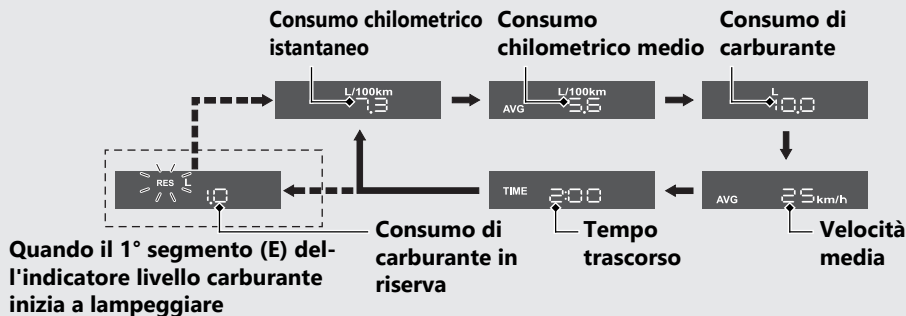 Consumo chilometrico
istantaneo
Consumo
chilometrico medio
Consumo di
carburante
L/100km
7.3
AVG
L/100km
5.6
L
10.0
RES L
1.0
TIME 2:00
AVG 25 km/h
Quando il 1° segmento (E) del-
l'indicatore livello carburante
inizia a lampeggiare
Consumo di
carburante in
riserva
Tempo
trascorso
Velocità
media